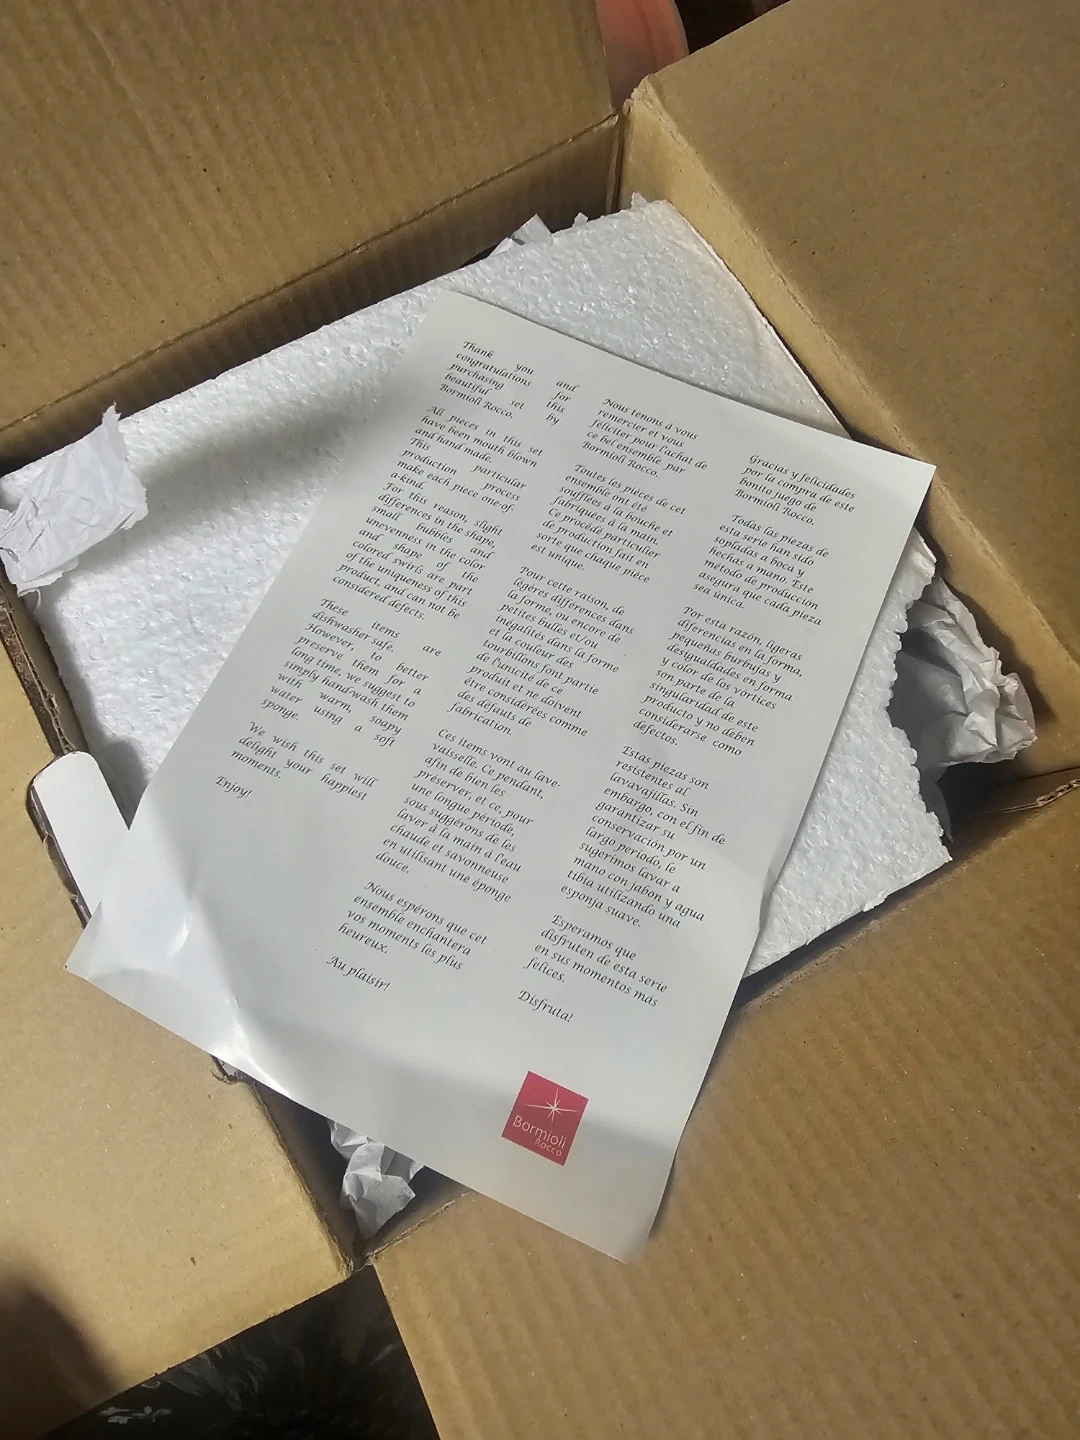 Thank you and
congratulations for
purchasing this
beautiful set by
Bormioli Rocco.
All pieces in this set
have been mouth blown
and hand made.
This particular
production process
make each piece one-of-
a-kind.
For this reason, slight
differences in the shape,
small bubbles and
unevenness in the color
and shape of the
colored swirls are part
of the uniqueness of this
product, and can not be
considered defects.
These items are
dishwasher safe.
However, to better
preserve them for a
long time, we suggest to
simply handwash them
with warm, soapy
water using a soft
sponge.
We wish this set will
delight your happiest
moments.
Enjoy!
Nous tenons à vous
remercier et vous
féliciter pour l'achat de
ce bel ensemble par
Bormioli Rocco.
Toutes les pièces de cet
ensemble ont été
soufflées à la bouche et
fabriquées à la main.
Ce procédé particulier
de production fait en
sorte que chaque pièce
est unique.
Pour cette raison, de
légères différences dans
la forme, ou encore de
petites bulles et/ou
inégalités dans la forme
et la couleur des
tourbillons font partie
de l'unicité de ce
produit et ne doivent
être considérées comme
des défauts de
fabrication.
Ces items vont au lave-
vaisselle. Ce pendant,
afin de bien les
préserver, et ce, pour
une longue période,
sous suggérons de les
laver à la main à l'eau
chaude et savonneuse
en utilisant une éponge
douce.
Nous espérons que cet
ensemble enchantera
vos moments les plus
heureux.
Au plaisir!
Gracias y felicidades
por la compra de este
bonito juego de
Bormioli Rocco.
Todas las piezas de
esta serie han sido
sopladas a boca y
hechas a mano. Este
método de producción
asegura que cada pieza
sea única.
Por esta razón, ligeras
diferencias en la forma,
pequeñas burbujas y
desigualdades en forma
y color de los vórtices
son parte de la
singularidad de este
producto y no deben
considerarse como
defectos.
Estas piezas son
resistentes al
lavavajillas. Sin
embargo, con el fin de
garantizar su
conservación por un
largo período, le
sugerimos lavar a
mano con jabon y agua
tibia utilizando una
esponja suave.
Esperamos que
disfruten de esta serie
en sus momentos más
felices.
Disfruta!
Bormioli
Rocco